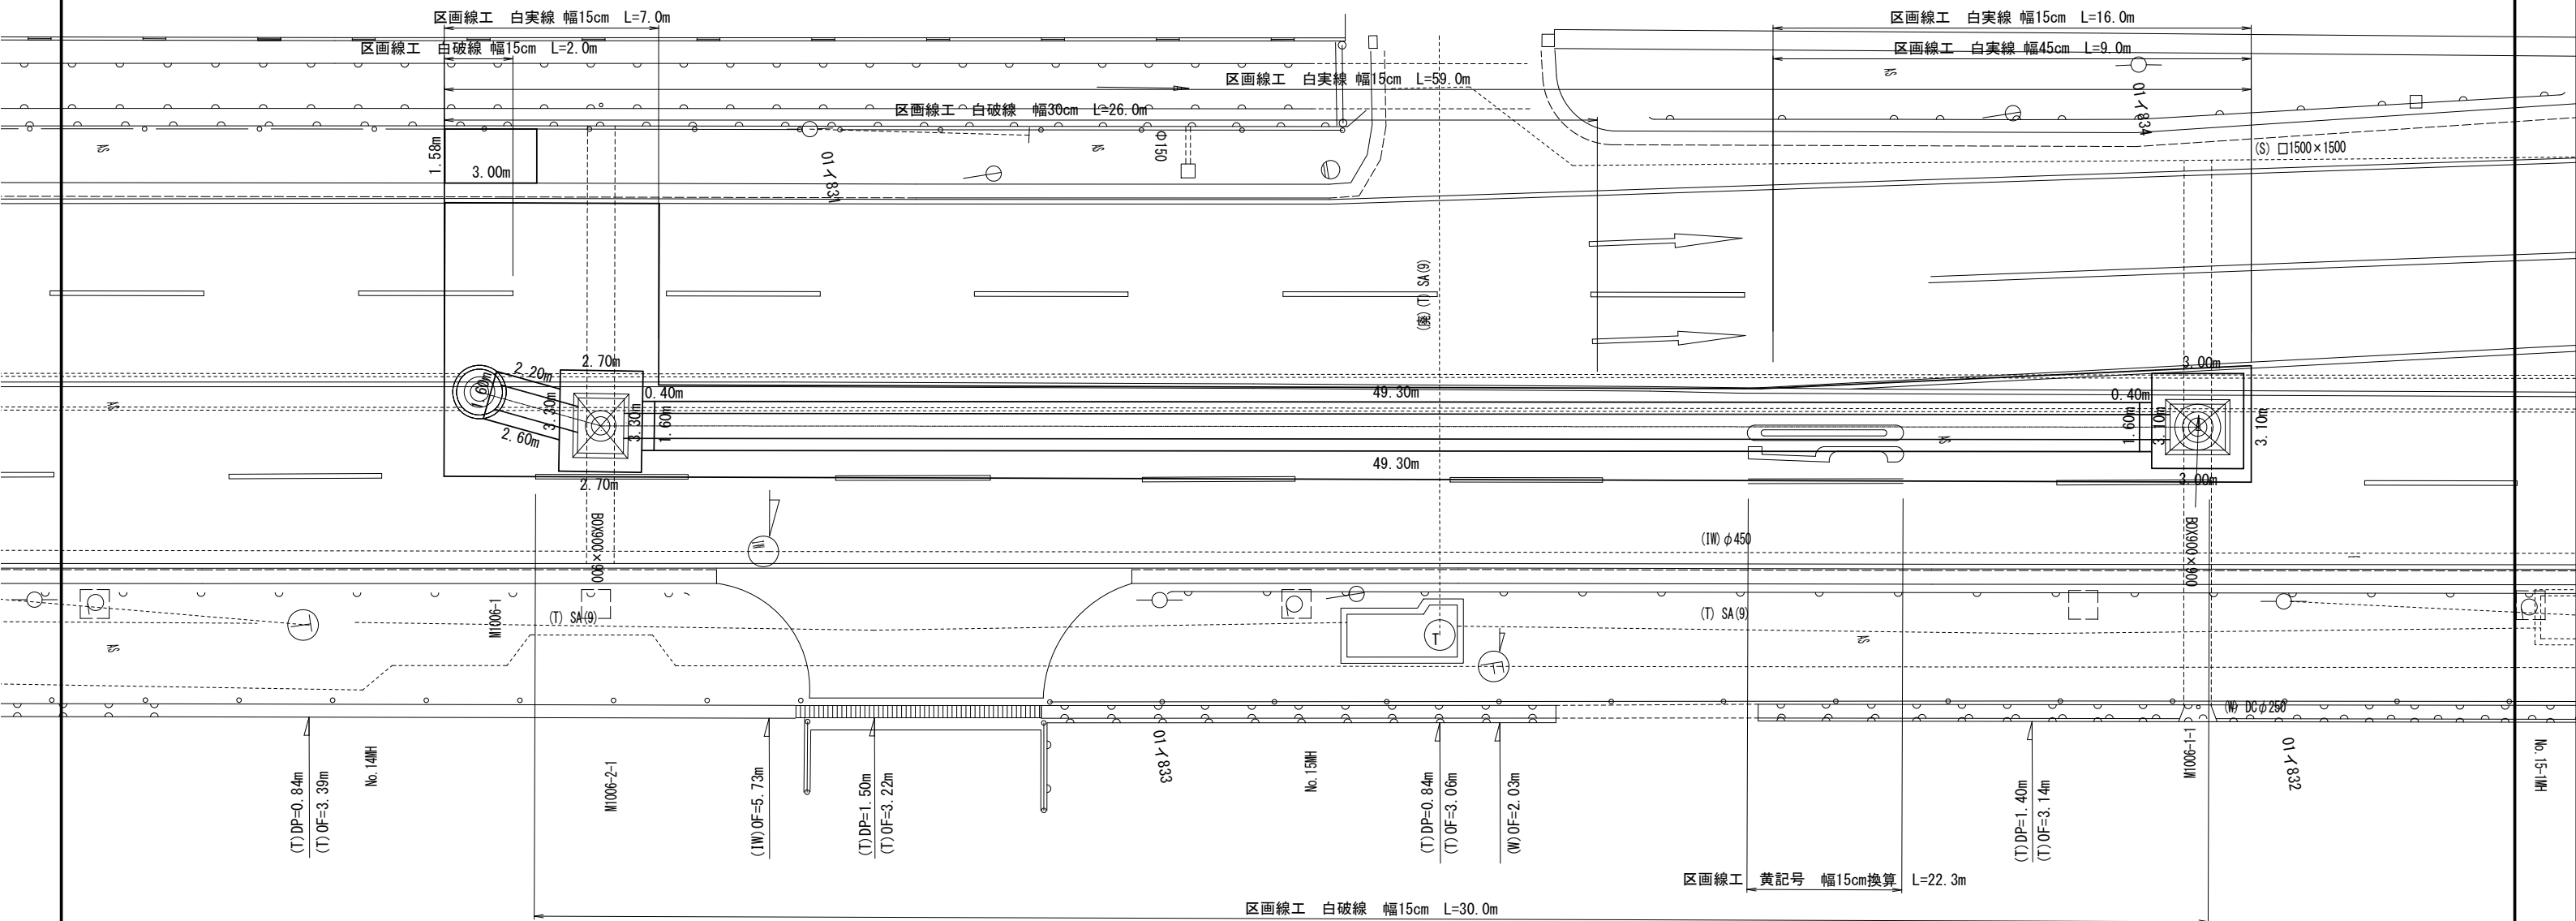 区画線工　白実線 幅15cm　L=7.0m
区画線工　白実線 幅15cm　L=16.0m
区画線工　白破線 幅15cm　L=2.0m
区画線工　白実線 幅45cm　L=9.0m
区画線工　白実線 幅15cm　L=59.0m
区画線工　白破線　幅30cm　L=26.0m
1.58m
3.00m
01イ831
Φ150
01イ834
(S) □1500×1500
(廃)(T) SA(9)
2.70m
2.20m
1.60m
3.30m
2.60m
0.40m
3.30m
1.60m
2.70m
49.30m
49.30m
3.00m
0.40m
1.60m
3.10m
3.10m
3.00m
BOX900×900
BOX900×900
(IW)φ450
M1006-1
(T) SA(9)
T
(T) SA(9)
(W) DCφ250
(T)DP=0.84m
(T)OF=3.39m
No.14MH
M1006-2-1
(IW)OF=5.73m
(T)DP=1.50m
(T)OF=3.22m
01イ833
No.15MH
(T)DP=0.84m
(T)OF=3.06m
(W)OF=2.03m
(T)DP=1.40m
(T)OF=3.14m
M1006-1-1
01イ832
No.15-1MH
区画線工　黄記号　幅15cm換算　L=22.3m
区画線工　白破線　幅15cm　L=30.0m